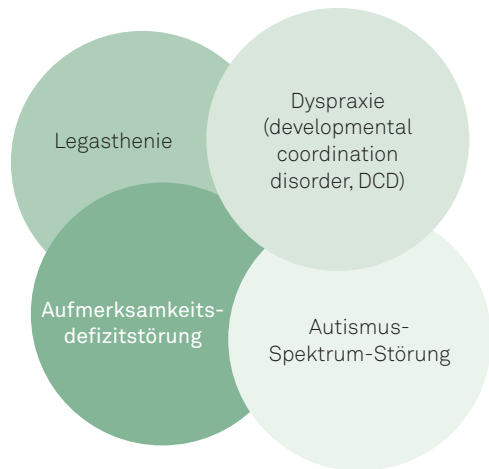 Legasthenie
Dyspraxie
(developmental
coordination
disorder, DCD)
Aufmerksamkeits-
defizitstörung
Autismus-
Spektrum-Störung